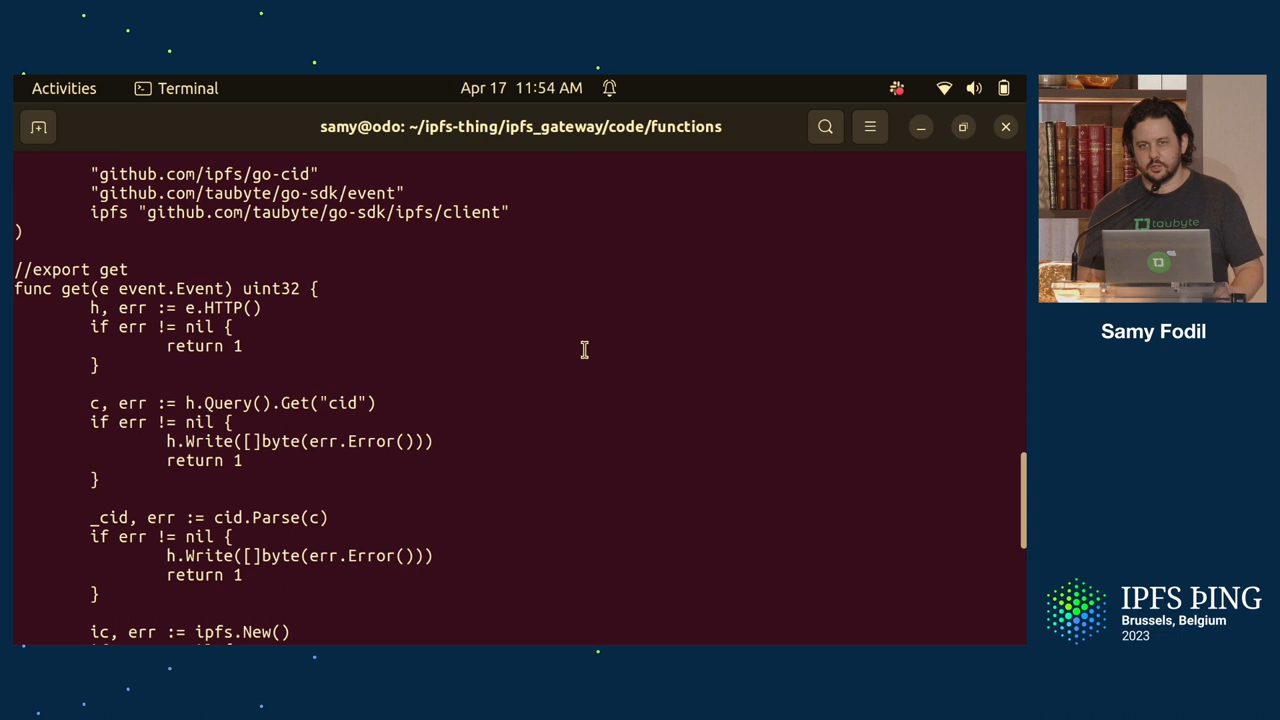 Activities
Terminal
Apr 17 11:54 AM
samy@odo: ~/ipfs-thing/ipfs_gateway/code/functions
"github.com/ipfs/go-cid"
"github.com/taubyte/go-sdk/event"
ipfs "github.com/taubyte/go-sdk/ipfs/client"
)
//export get
func get(e event.Event) uint32 {
h, err := e.HTTP()
if err != nil {
return 1
}
c, err := h.Query().Get("cid")
if err != nil {
h.Write([]byte(err.Error()))
return 1
}
_cid, err := cid.Parse(c)
if err != nil {
h.Write([]byte(err.Error()))
return 1
}
ic, err := ipfs.New()
taubyte
Samy Fodil
IPFS ÞING
Brussels, Belgium
2023